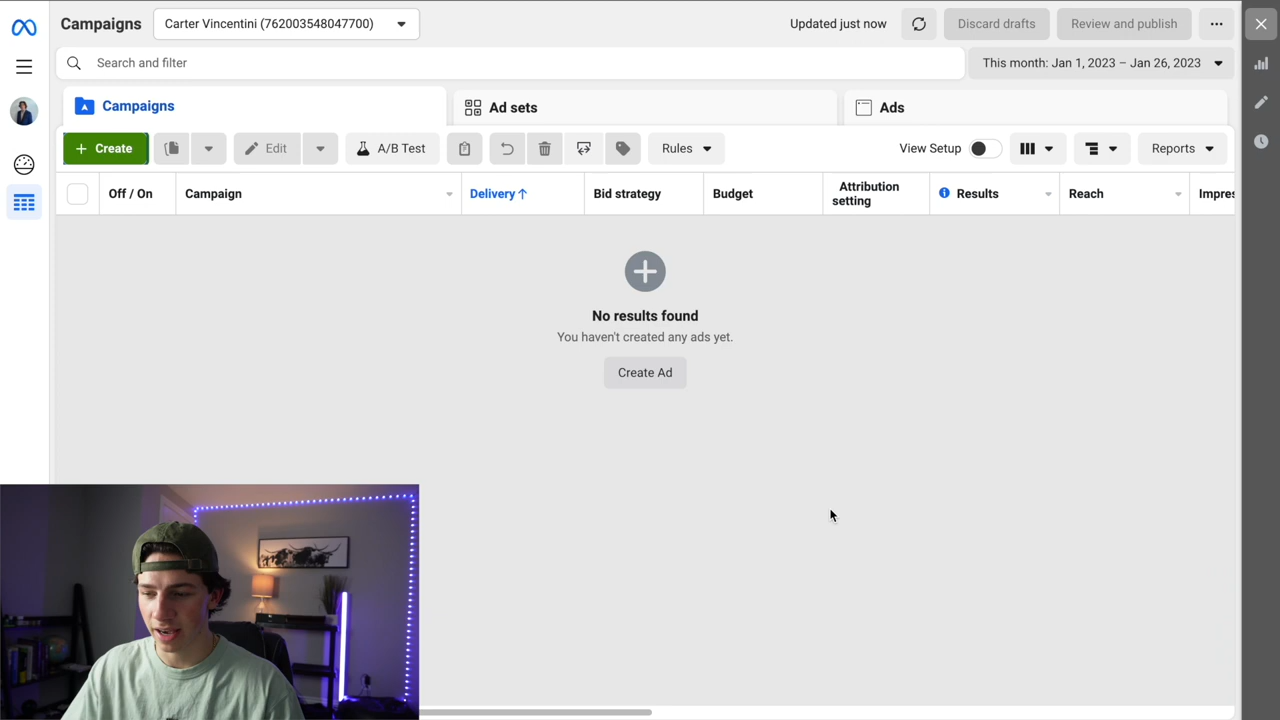 Campaigns
Carter Vincentini (762003548047700)
Updated just now
Discard drafts
Review and publish
Search and filter
This month: Jan 1, 2023 – Jan 26, 2023
Campaigns
Ad sets
Ads
Create
Edit
A/B Test
Rules
View Setup
Reports
Off / On
Campaign
Delivery ↑
Bid strategy
Budget
Attribution
setting
Results
Reach
Impres
No results found
You haven't created any ads yet.
Create Ad